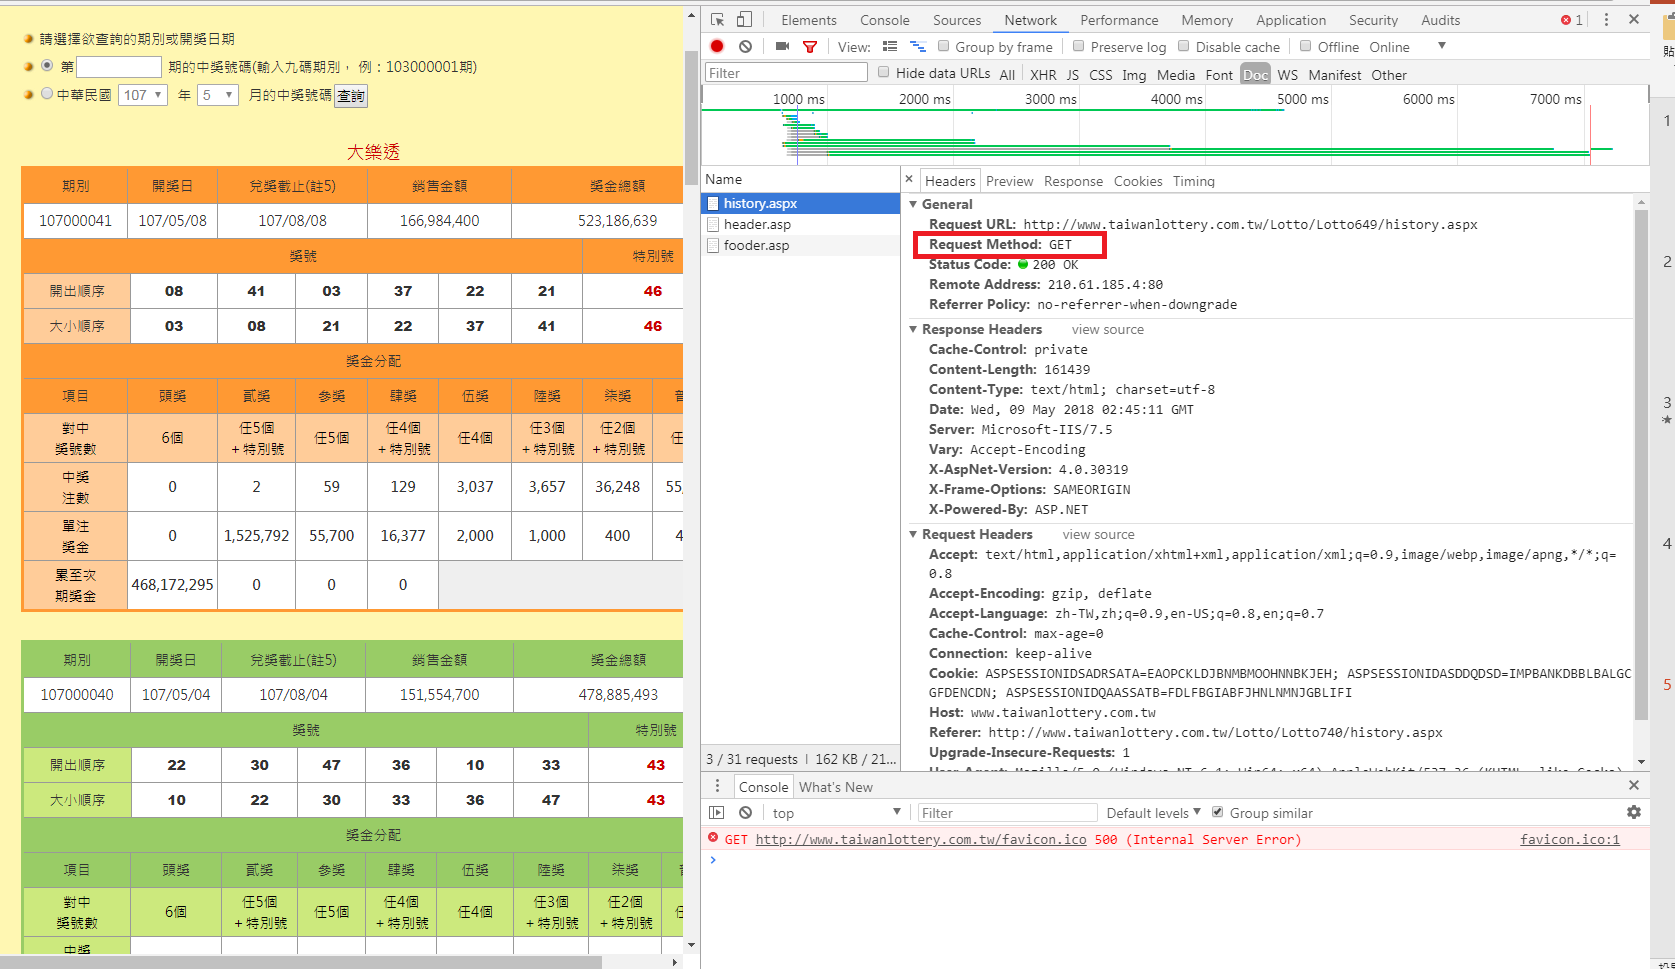 請選擇欲查詢的期別或開獎日期
第 期的中獎號碼(輸入九碼期別， 例：103000001期)
中華民國 107 年 5 月的中獎號碼 查詢
大樂透
期別 開獎日 兌獎截止(註5) 銷售金額 獎金總額
107000041 107/05/08 107/08/08 166,984,400 523,186,639
獎號 特別號
開出順序 08 41 03 37 22 21 46
大小順序 03 08 21 22 37 41 46
獎金分配
項目 頭獎 貳獎 參獎 肆獎 伍獎 陸獎 柒獎
對中獎號數 6個 任5個+特別號 任5個 任4個+特別號 任4個 任3個+特別號 任2個+特別號 任
中獎注數 0 2 59 129 3,037 3,657 36,248 55,
單注獎金 0 1,525,792 55,700 16,377 2,000 1,000 400 4
累至次期獎金 468,172,295 0 0 0
期別 開獎日 兌獎截止(註5) 銷售金額 獎金總額
107000040 107/05/04 107/08/04 151,554,700 478,885,493
獎號 特別號
開出順序 22 30 47 36 10 33 43
大小順序 10 22 30 33 36 47 43
獎金分配
項目 頭獎 貳獎 參獎 肆獎 伍獎 陸獎 柒獎
對中獎號數 6個 任5個+特別號 任5個 任4個+特別號 任4個 任3個+特別號 任2個+特別號 任
中獎
Elements Console Sources Network Performance Memory Application Security Audits 1
View: Group by frame Preserve log Disable cache Offline Online
Filter Hide data URLs All XHR JS CSS Img Media Font Doc WS Manifest Other
1000 ms 2000 ms 3000 ms 4000 ms 5000 ms 6000 ms 7000 ms
Name
history.aspx
header.asp
fooder.asp
3 / 31 requests | 162 KB / 21...
Headers Preview Response Cookies Timing
General
Request URL: http://www.taiwanlottery.com.tw/Lotto/Lotto649/history.aspx
Request Method: GET
Status Code: 200 OK
Remote Address: 210.61.185.4:80
Referrer Policy: no-referrer-when-downgrade
Response Headers view source
Cache-Control: private
Content-Length: 161439
Content-Type: text/html; charset=utf-8
Date: Wed, 09 May 2018 02:45:11 GMT
Server: Microsoft-IIS/7.5
Vary: Accept-Encoding
X-AspNet-Version: 4.0.30319
X-Frame-Options: SAMEORIGIN
X-Powered-By: ASP.NET
Request Headers view source
Accept: text/html,application/xhtml+xml,application/xml;q=0.9,image/webp,image/apng,*/*;q=
0.8
Accept-Encoding: gzip, deflate
Accept-Language: zh-TW,zh;q=0.9,en-US;q=0.8,en;q=0.7
Cache-Control: max-age=0
Connection: keep-alive
Cookie: ASPSESSIONIDSADRSATA=EAOPCKLDJBNMBMOOHNNBKJEH; ASPSESSIONIDASDDQDSD=IMPBANKDBBLBALGC
GFDENCDN; ASPSESSIONIDQAASSATB=FDLFBGIABFJHNLNMNJGBLIFI
Host: www.taiwanlottery.com.tw
Referer: http://www.taiwanlottery.com.tw/Lotto/Lotto740/history.aspx
Upgrade-Insecure-Requests: 1
User-Agent: Mozilla/5.0 (Windows NT 6.1; Win64; x64) AppleWebKit/537.36 (KHTML, like Gecko)
Console What's New
top Filter Default levels Group similar
GET http://www.taiwanlottery.com.tw/favicon.ico 500 (Internal Server Error) favicon.ico:1
貼
1
2
3
4
5